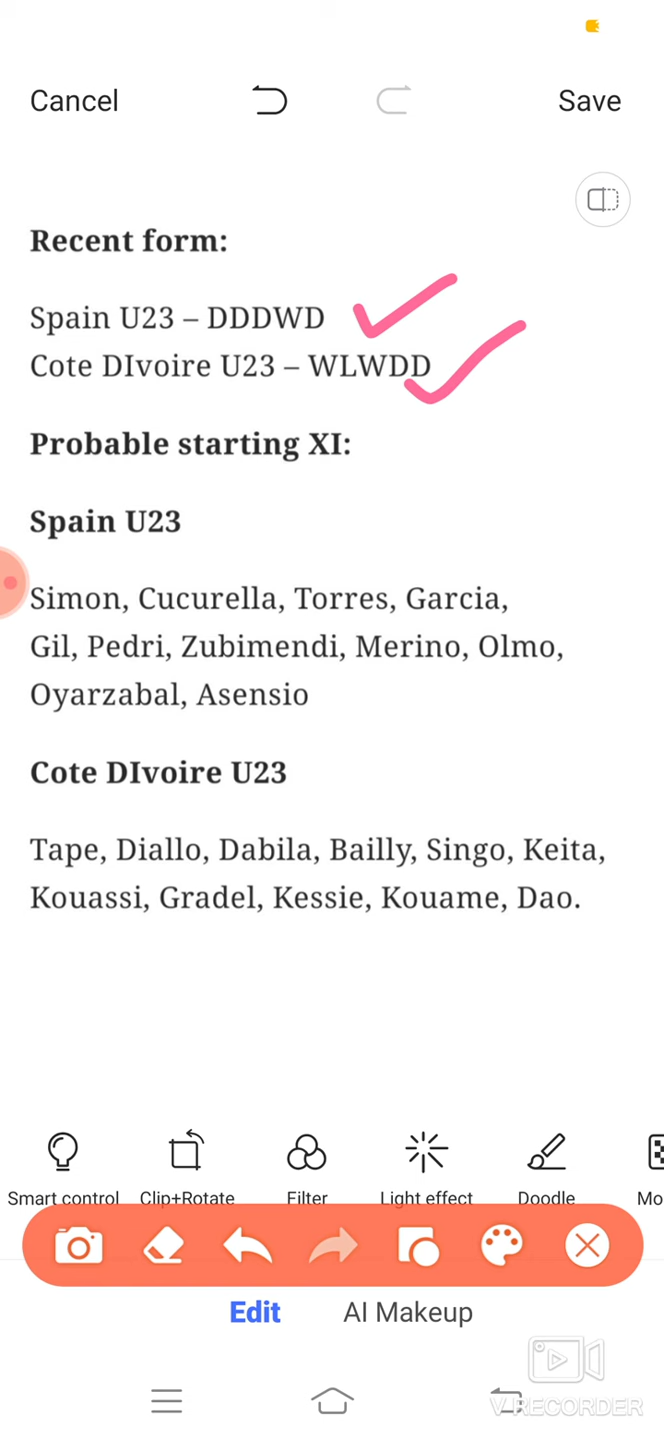 Cancel
Save
Recent form:
Spain U23 – DDDWD
Cote DIvoire U23 – WLWDD
Probable starting XI:
Spain U23
Simon, Cucurella, Torres, Garcia,
Gil, Pedri, Zubimendi, Merino, Olmo,
Oyarzabal, Asensio
Cote DIvoire U23
Tape, Diallo, Dabila, Bailly, Singo, Keita,
Kouassi, Gradel, Kessie, Kouame, Dao.
Smart control Clip+Rotate Filter Light effect Doodle Mo
Edit AI Makeup
V RECORDER